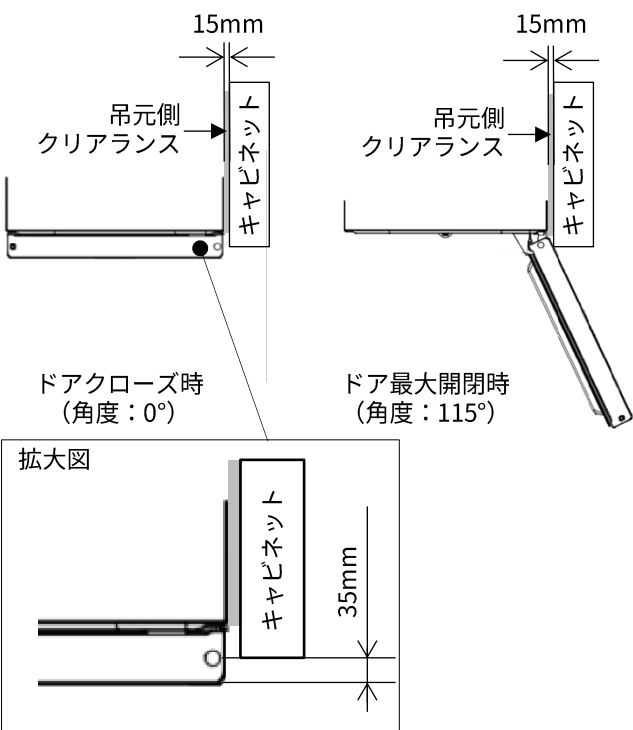 15mm
15mm
吊元側
クリアランス
キャビネット
吊元側
クリアランス
キャビネット
ドアクローズ時
（角度：0°）
ドア最大開閉時
（角度：115°）
拡大図
キャビネット
35mm